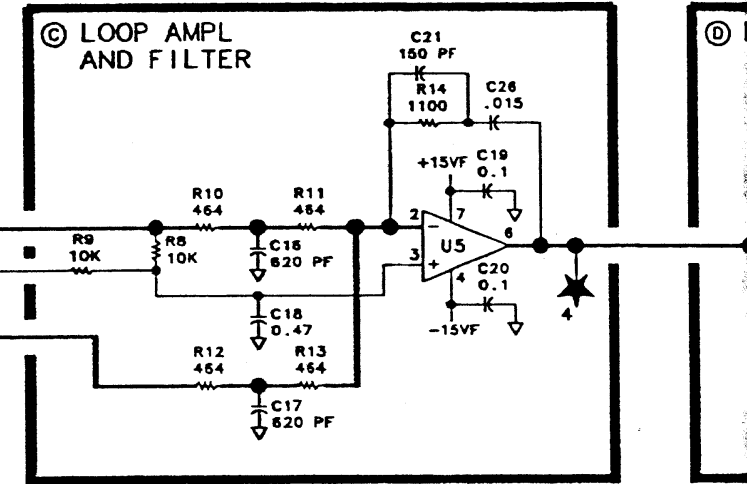 Ⓒ LOOP AMPL
AND FILTER
Ⓓ
C21
150 PF
R14
1100
C26
.015
+15VF
C19
0.1
R10
464
R11
464
2
7
6
R9
10K
R8
10K
C16
620 PF
−
U5
3
+
4
C20
0.1
−15VF
C18
0.47
4
R12
464
R13
464
C17
620 PF